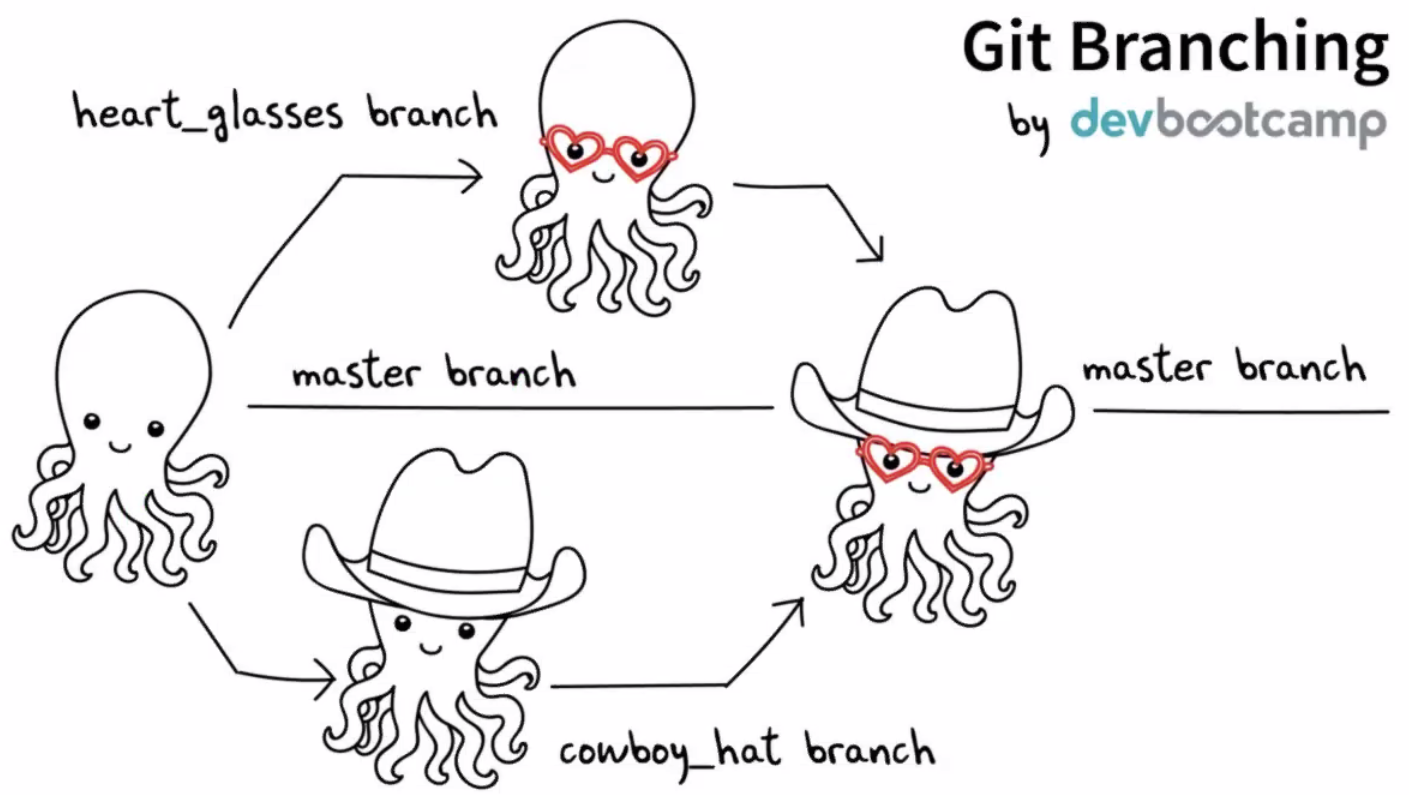 Git Branching
by devbootcamp
heart_glasses branch
master branch
master branch
cowboy_hat branch